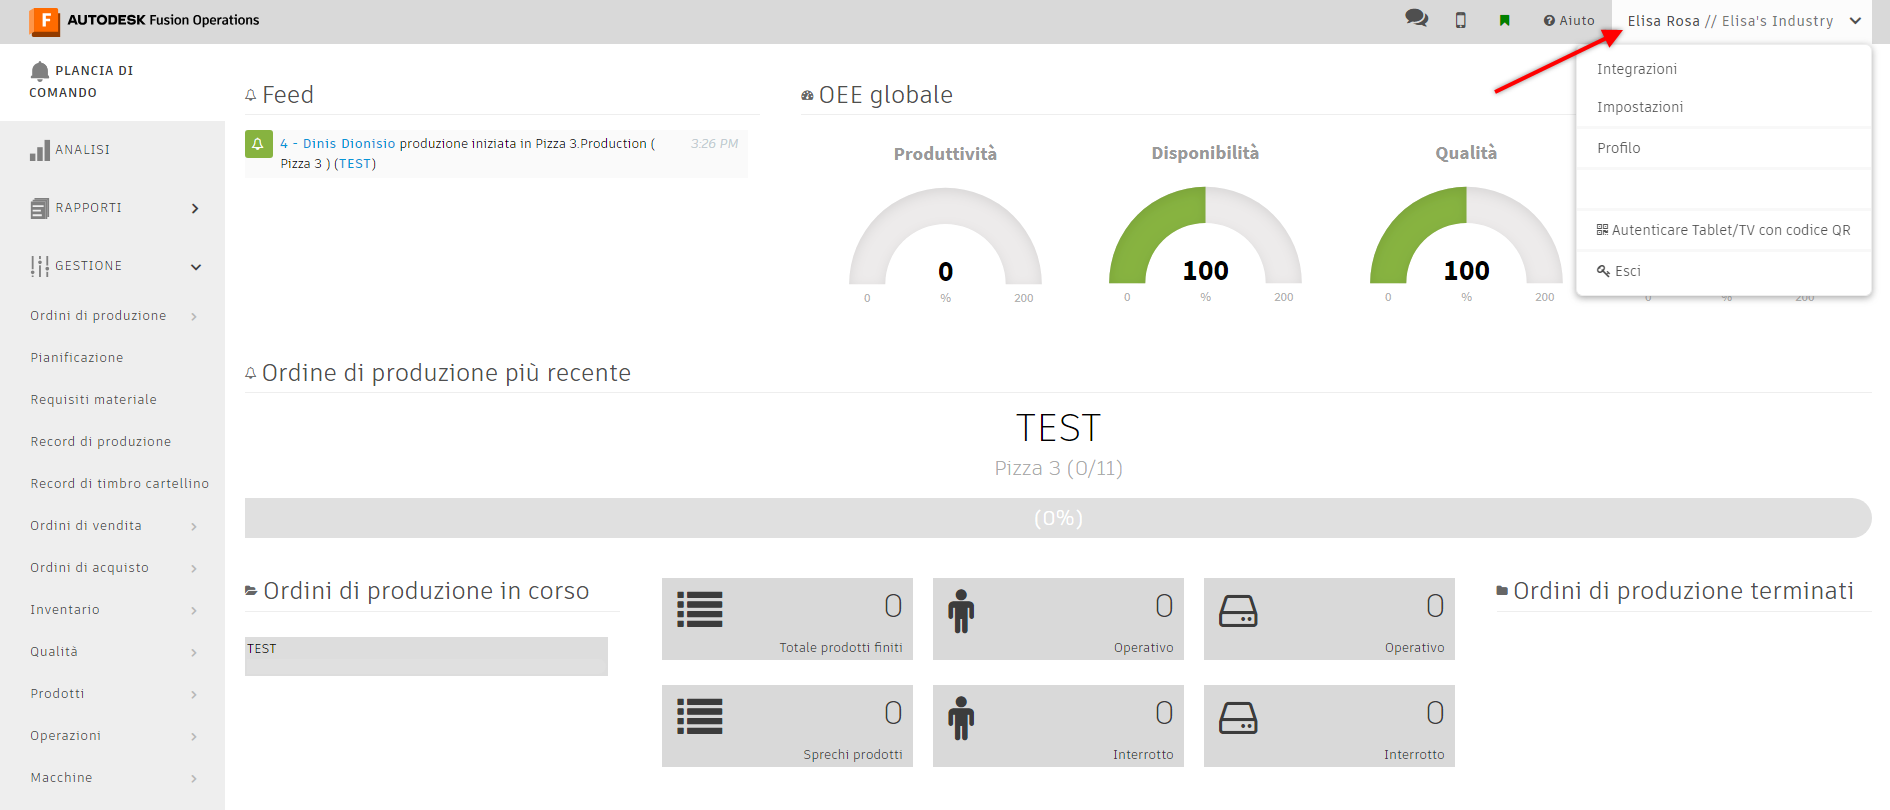 AUTODESK Fusion Operations
Aiuto
Elisa Rosa // Elisa's Industry
Integrazioni
Impostazioni
Profilo
Autenticare Tablet/TV con codice QR
Esci
PLANCIA DI
COMANDO
ANALISI
RAPPORTI
GESTIONE
Ordini di produzione
Pianificazione
Requisiti materiale
Record di produzione
Record di timbro cartellino
Ordini di vendita
Ordini di acquisto
Inventario
Qualità
Prodotti
Operazioni
Macchine
Feed
4 - Dinis Dionisio produzione iniziata in Pizza 3.Production (
Pizza 3 ) (TEST)
3:26 PM
OEE globale
Produttività
0
0 % 200
Disponibilità
100
0 % 200
Qualità
100
0 % 200
0 % 200
Ordine di produzione più recente
TEST
Pizza 3 (0/11)
(0%)
Ordini di produzione in corso
TEST
0
Totale prodotti finiti
0
Operativo
0
Operativo
0
Sprechi prodotti
0
Interrotto
0
Interrotto
Ordini di produzione terminati